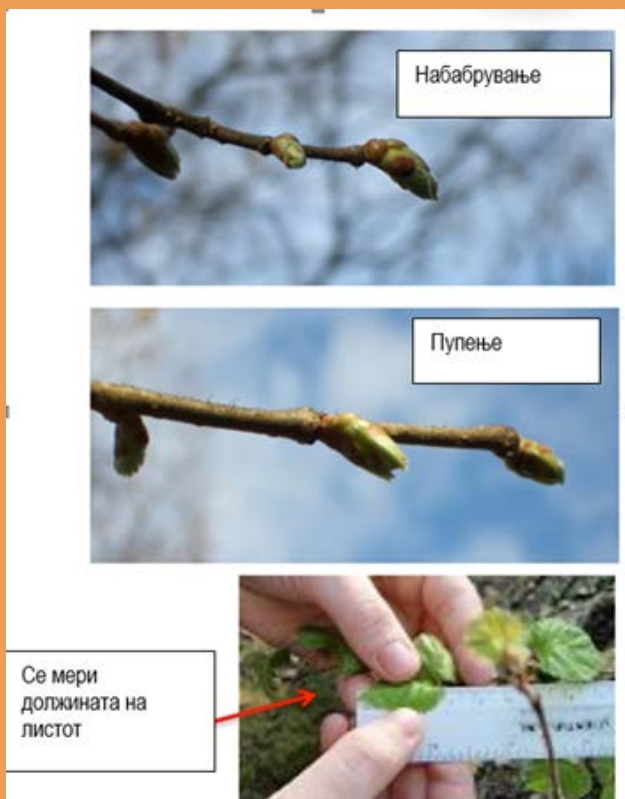 Набабрување
Пупење
Се мери
должината на
листот